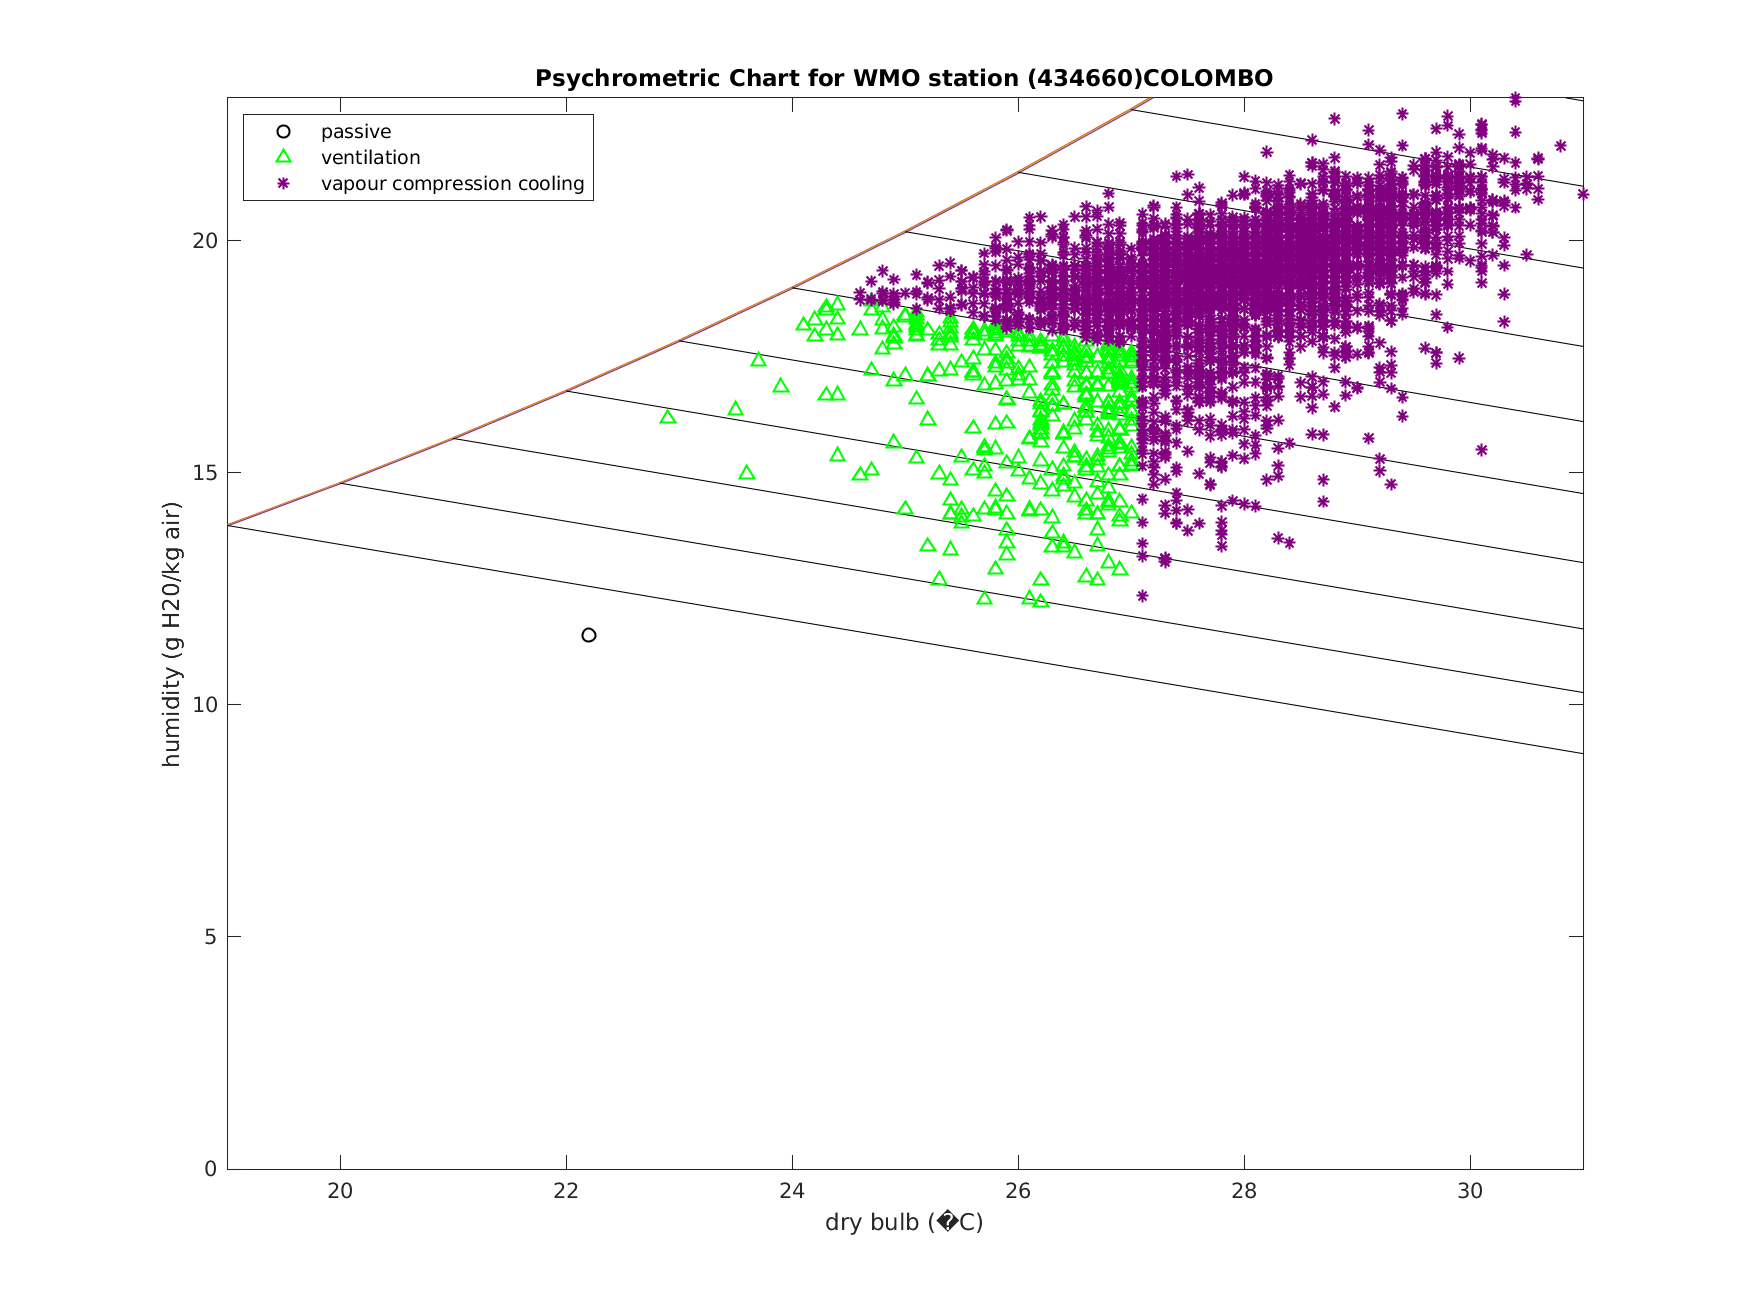 Psychrometric Chart for WMO station (434660)COLOMBO
passive
ventilation
vapour compression cooling
humidity (g H20/kg air)
20
15
10
5
0
20 22 24 26 28 30
dry bulb (�C)